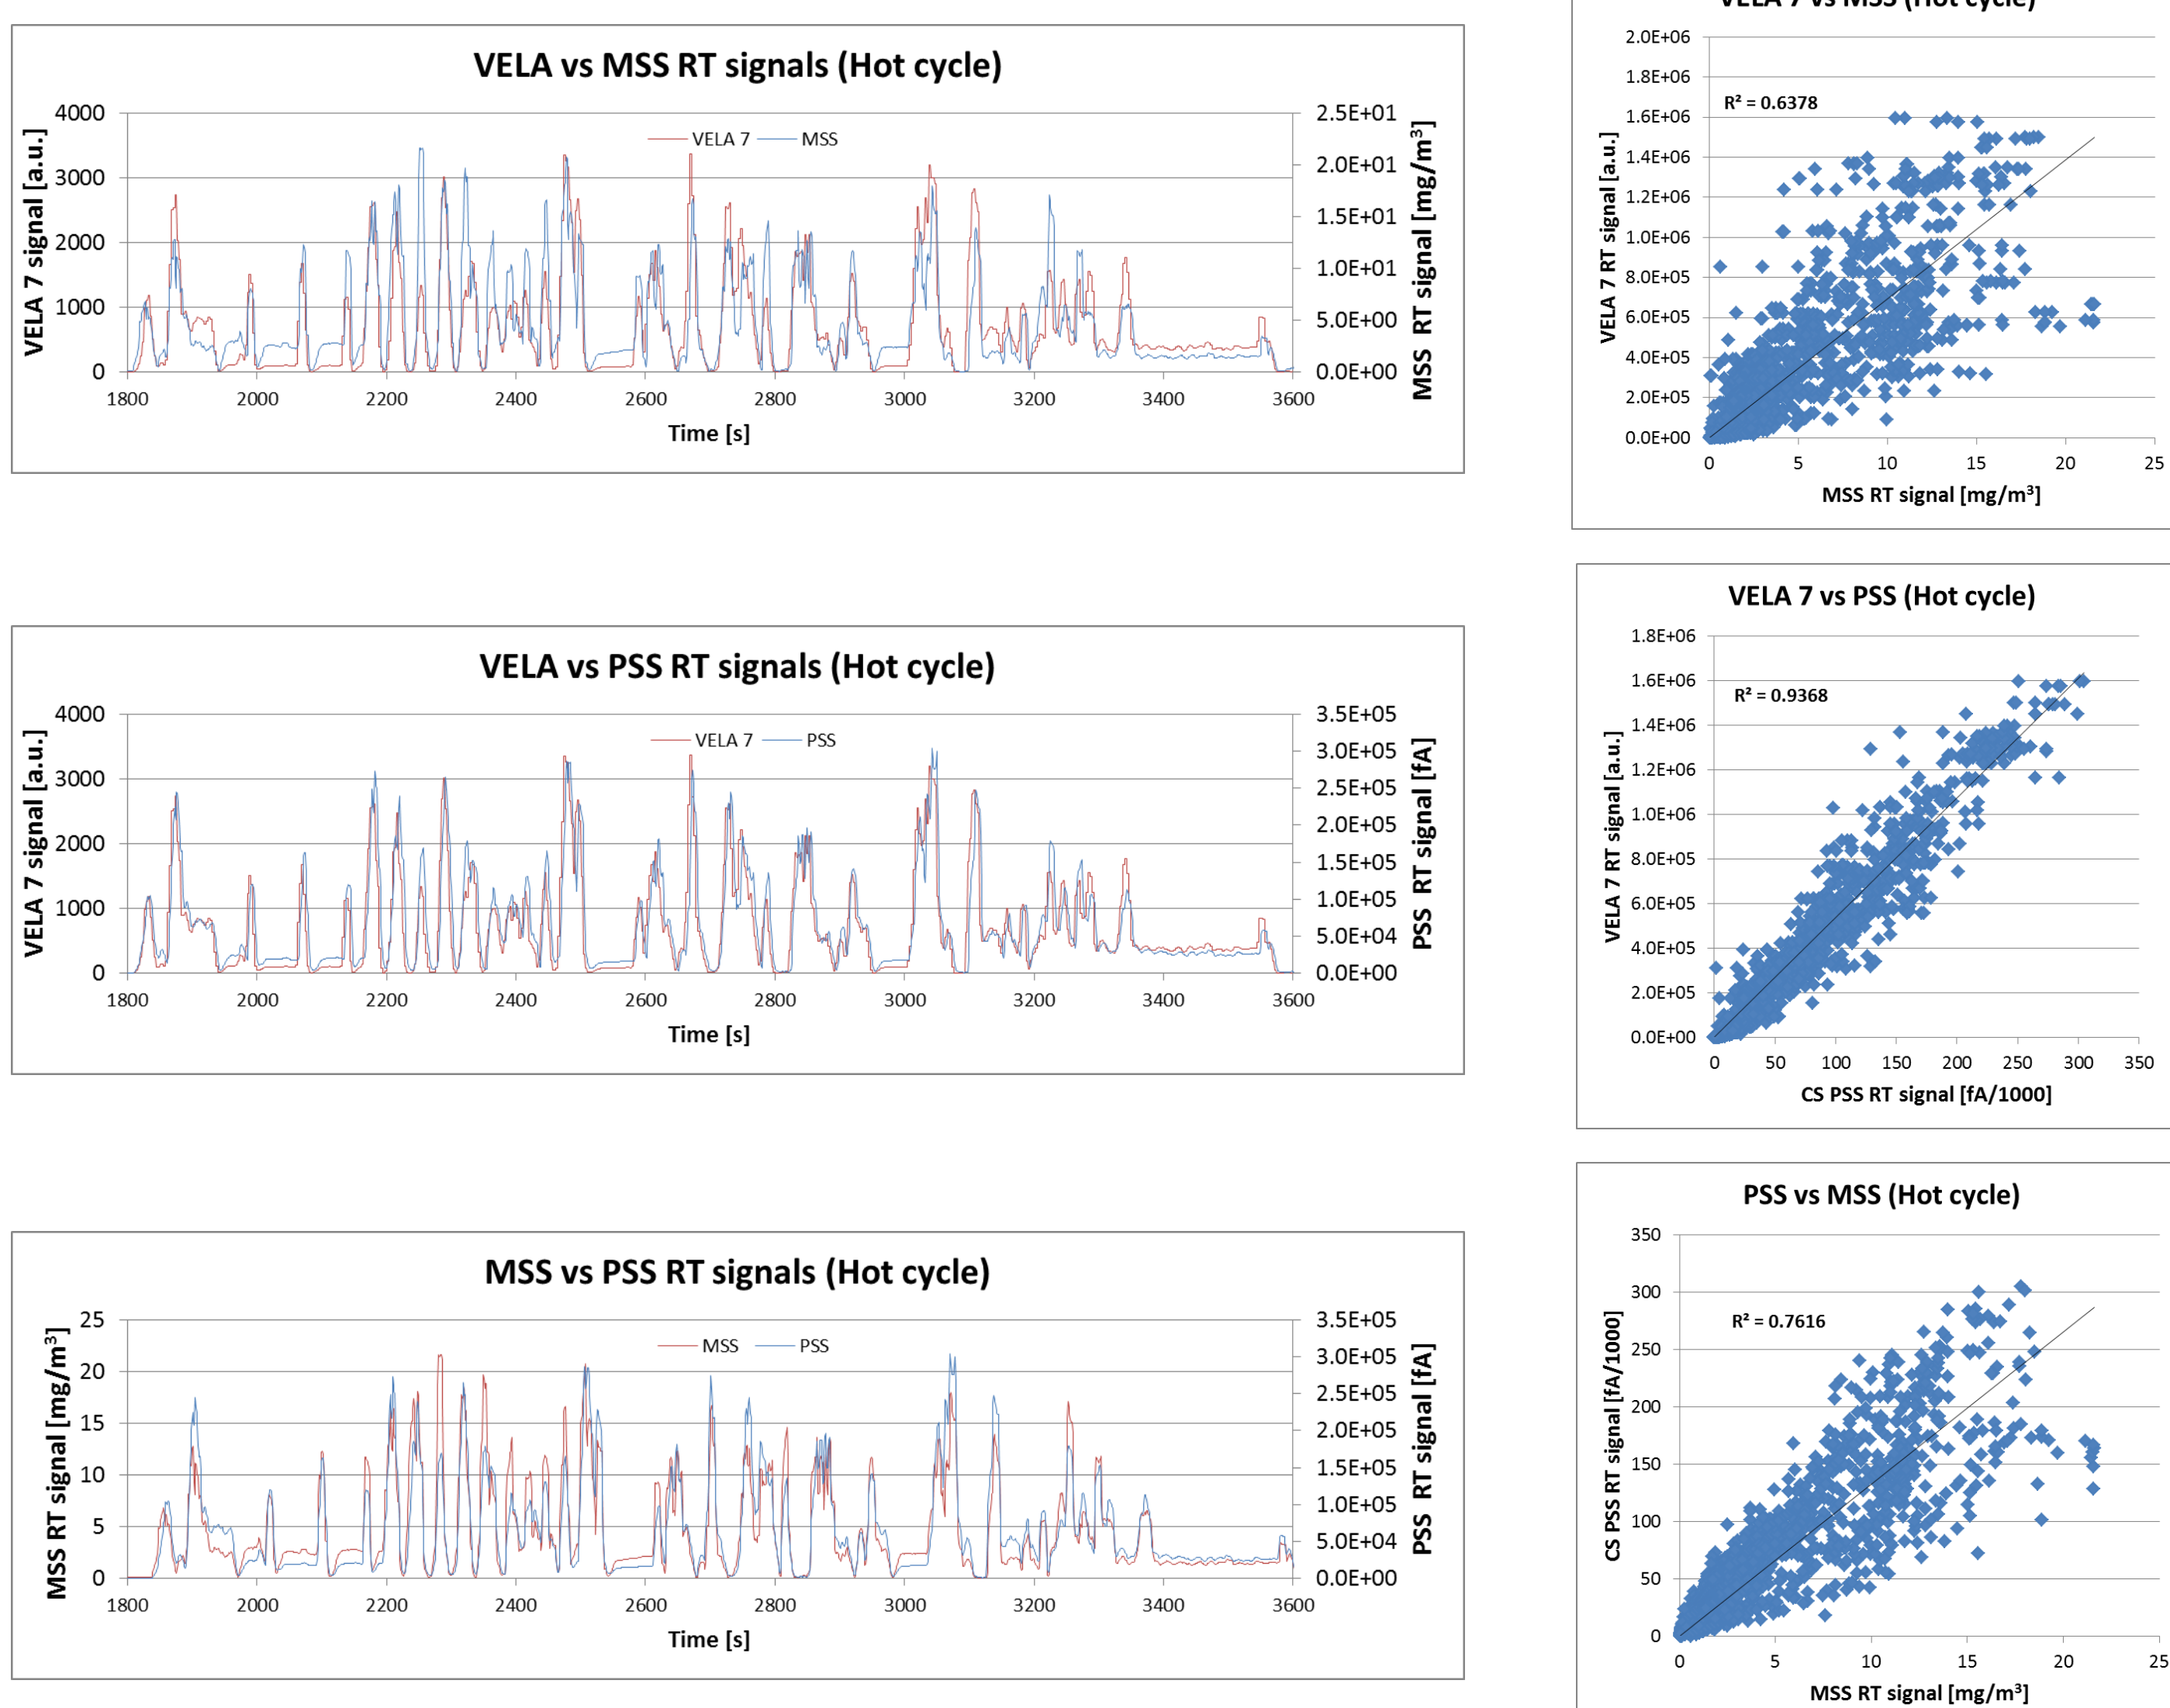 VELA vs MSS RT signals (Hot cycle)
VELA 7 signal [a.u.]
4000
3000
2000
1000
0
VELA 7
MSS
2.5E+01
2.0E+01
1.5E+01
1.0E+01
5.0E+00
0.0E+00
MSS RT signal [mg/m³]
1800 2000 2200 2400 2600 2800 3000 3200 3400 3600
Time [s]
VELA 7 vs MSS (Hot cycle)
VELA 7 RT signal [a.u.]
2.0E+06
1.8E+06
1.6E+06
1.4E+06
1.2E+06
1.0E+06
8.0E+05
6.0E+05
4.0E+05
2.0E+05
0.0E+00
R² = 0.6378
0 5 10 15 20 25
MSS RT signal [mg/m³]
VELA vs PSS RT signals (Hot cycle)
VELA 7 signal [a.u.]
4000
3000
2000
1000
0
VELA 7
PSS
3.5E+05
3.0E+05
2.5E+05
2.0E+05
1.5E+05
1.0E+05
5.0E+04
0.0E+00
PSS RT signal [fA]
1800 2000 2200 2400 2600 2800 3000 3200 3400 3600
Time [s]
VELA 7 vs PSS (Hot cycle)
VELA 7 RT signal [a.u.]
1.8E+06
1.6E+06
1.4E+06
1.2E+06
1.0E+06
8.0E+05
6.0E+05
4.0E+05
2.0E+05
0.0E+00
R² = 0.9368
0 50 100 150 200 250 300 350
CS PSS RT signal [fA/1000]
MSS vs PSS RT signals (Hot cycle)
MSS RT signal [mg/m³]
25
20
15
10
5
0
MSS
PSS
3.5E+05
3.0E+05
2.5E+05
2.0E+05
1.5E+05
1.0E+05
5.0E+04
0.0E+00
PSS RT signal [fA]
1800 2000 2200 2400 2600 2800 3000 3200 3400 3600
Time [s]
PSS vs MSS (Hot cycle)
CS PSS RT signal [fA/1000]
350
300
250
200
150
100
50
0
R² = 0.7616
0 5 10 15 20 25
MSS RT signal [mg/m³]